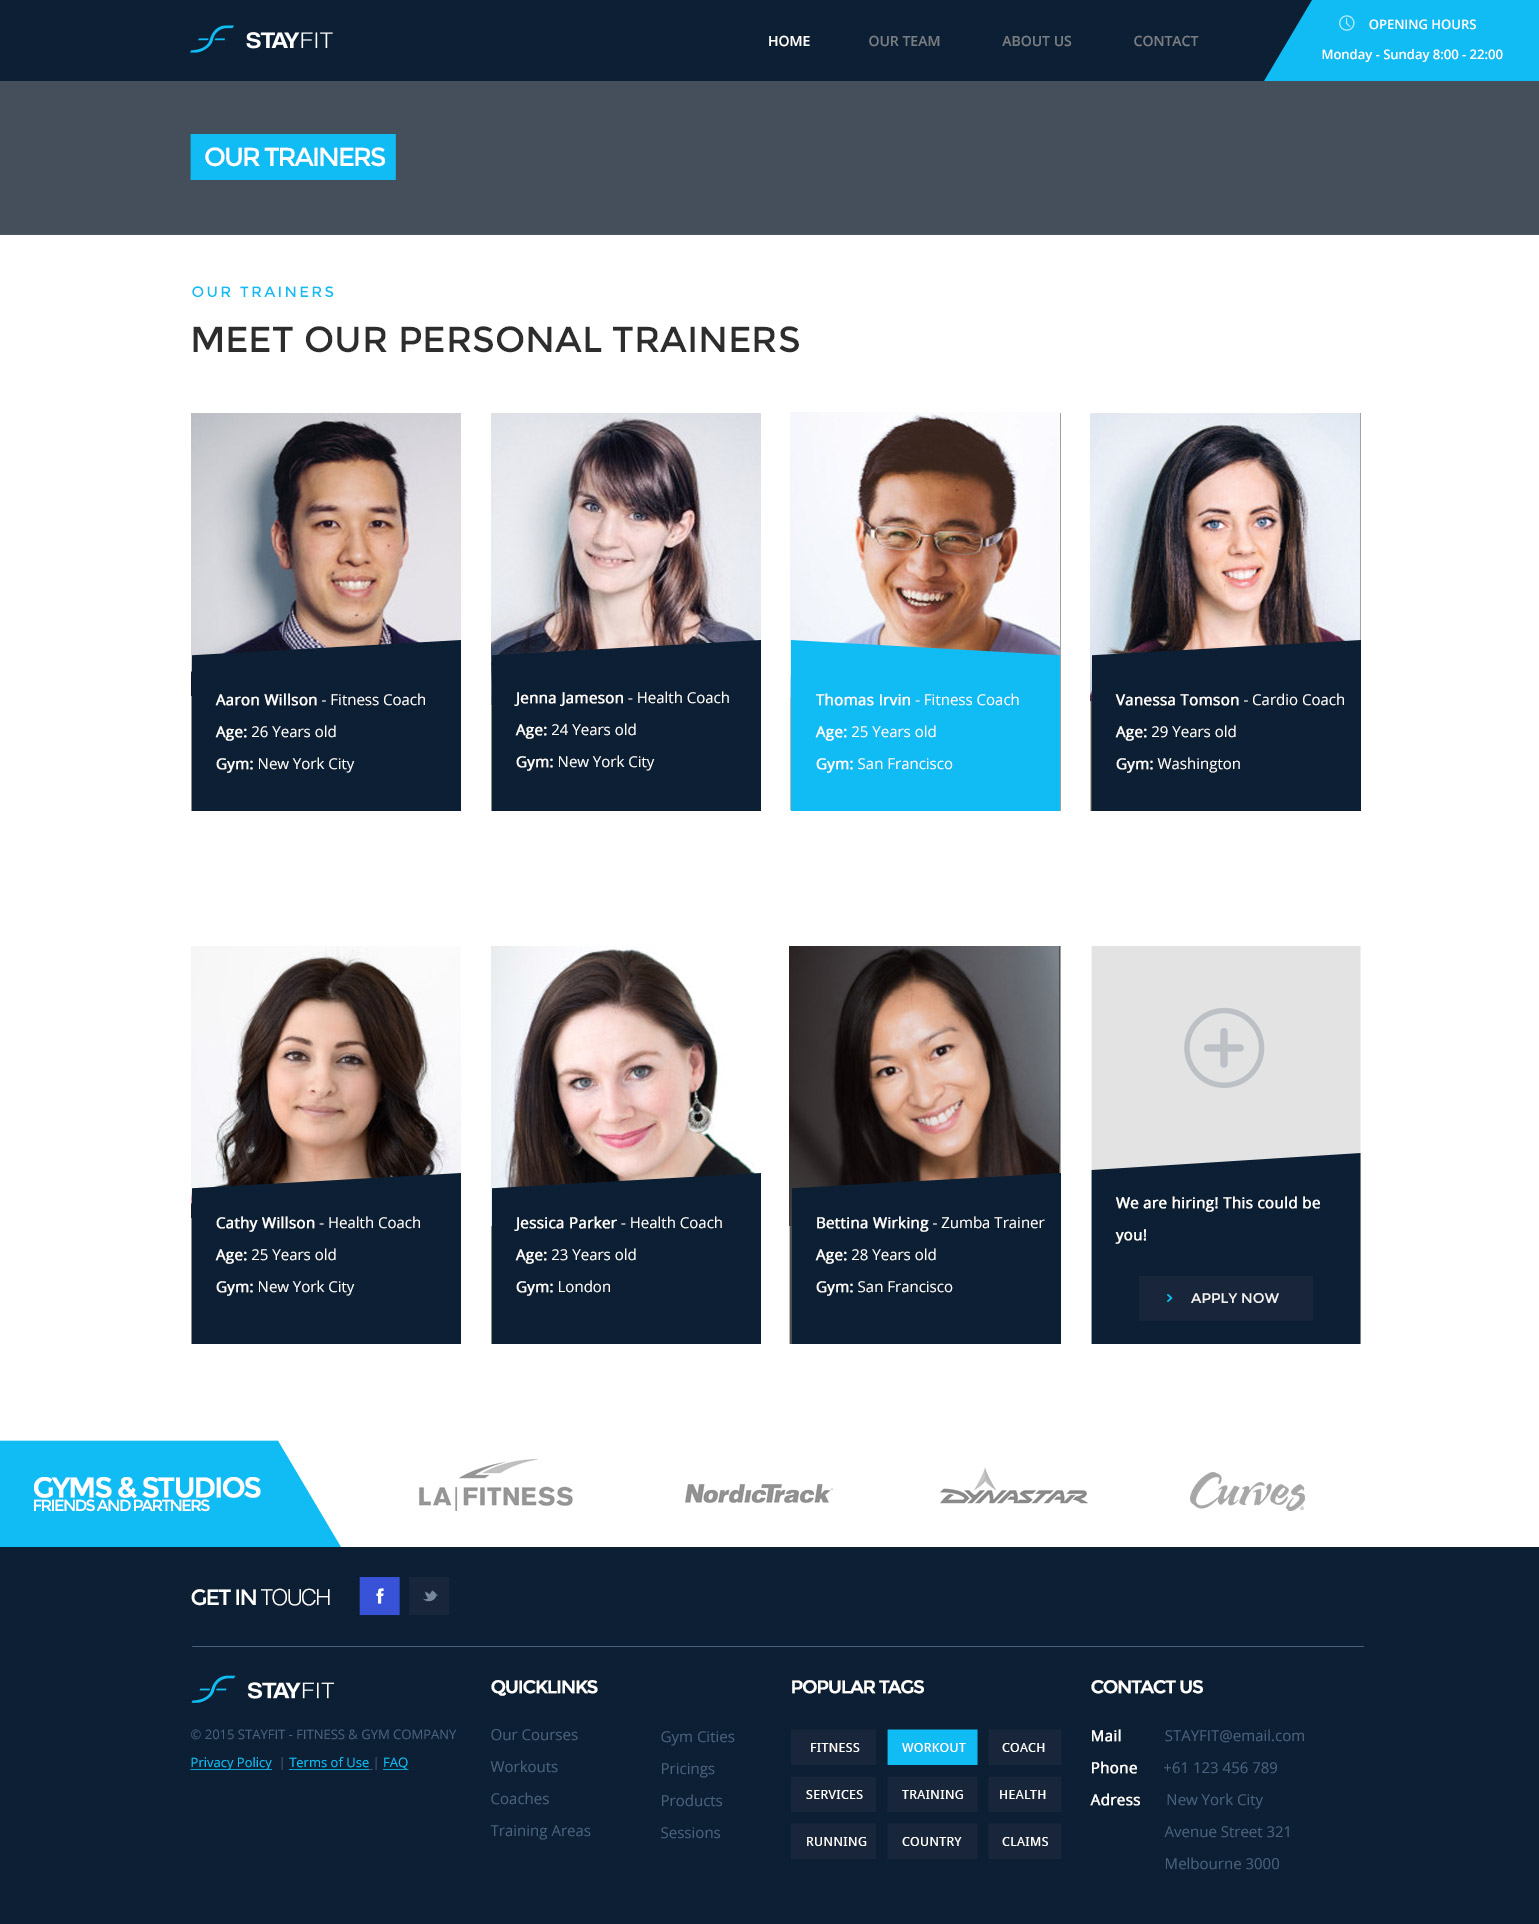 STAYFIT
HOME
OUR TEAM
ABOUT US
CONTACT
OPENING HOURS
Monday - Sunday 8:00 - 22:00
OUR TRAINERS
OUR TRAINERS
MEET OUR PERSONAL TRAINERS
Aaron Willson - Fitness Coach
Age: 26 Years old
Gym: New York City
Jenna Jameson - Health Coach
Age: 24 Years old
Gym: New York City
Thomas Irvin - Fitness Coach
Age: 25 Years old
Gym: San Francisco
Vanessa Tomson - Cardio Coach
Age: 29 Years old
Gym: Washington
Cathy Willson - Health Coach
Age: 25 Years old
Gym: New York City
Jessica Parker - Health Coach
Age: 23 Years old
Gym: London
Bettina Wirking - Zumba Trainer
Age: 28 Years old
Gym: San Francisco
We are hiring! This could be
you!
APPLY NOW
GYMS & STUDIOS
FRIENDS AND PARTNERS
LA|FITNESS
NordicTrack
DYNASTAR
Curves
GET IN TOUCH
f
STAYFIT
© 2015 STAYFIT - FITNESS & GYM COMPANY
Privacy Policy | Terms of Use | FAQ
QUICKLINKS
Our Courses
Workouts
Coaches
Training Areas
Gym Cities
Pricings
Products
Sessions
POPULAR TAGS
FITNESS
WORKOUT
COACH
SERVICES
TRAINING
HEALTH
RUNNING
COUNTRY
CLAIMS
CONTACT US
Mail STAYFIT@email.com
Phone +61 123 456 789
Adress New York City
Avenue Street 321
Melbourne 3000